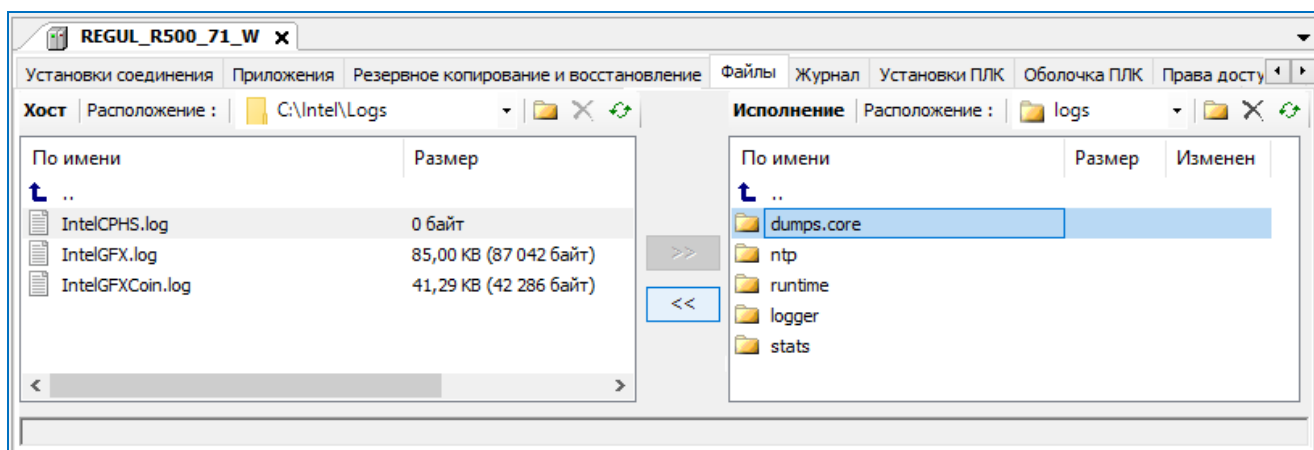 REGUL_R500_71_W
Установки соединения Приложения Резервное копирование и восстановление Файлы Журнал Установки ПЛК Оболочка ПЛК Права досту
Хост Расположение : C:\Intel\Logs Исполнение Расположение : logs
По имени Размер По имени Размер Изменен
.. ..
IntelCPHS.log 0 байт dumps.core
IntelGFX.log 85,00 KB (87 042 байт) >> ntp
IntelGFXCoin.log 41,29 KB (42 286 байт) runtime
<< logger
stats